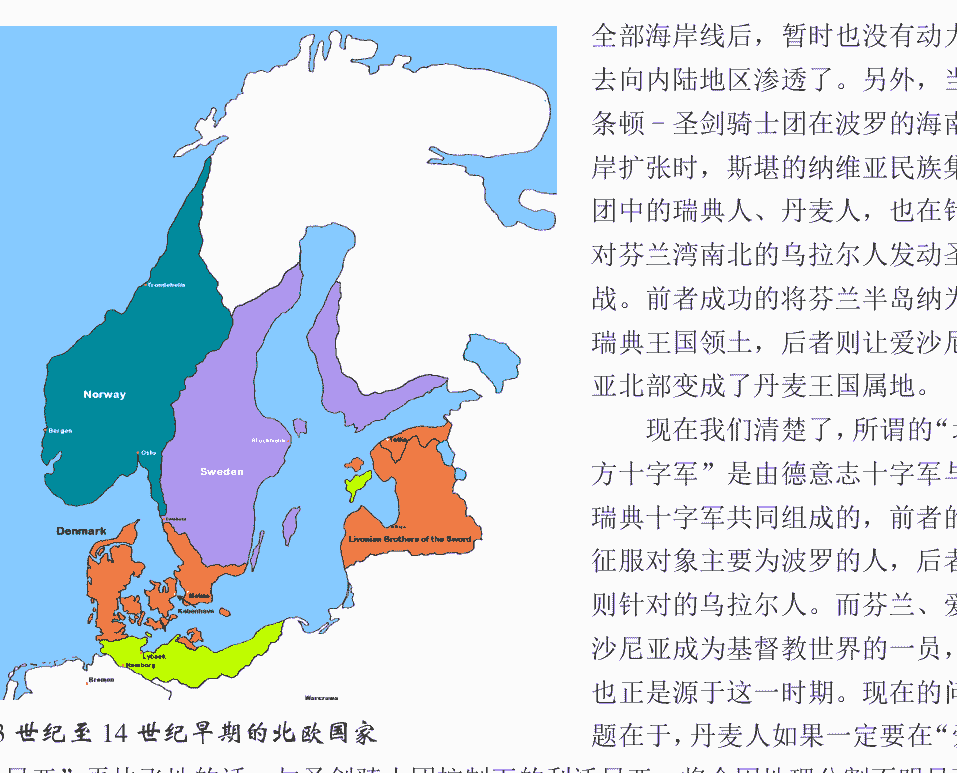 Trondheim
Norway
Bergen
Oslo
Stockholm
Sweden
Tallin
Riga
Livonian Brothers of the Sword
Denmark
Malmo
Kobenhavn
Lybeck
Hamborg
Bremen
Warszawa
世纪至 14 世纪早期的北欧国家
全部海岸线后，暂时也没有动
去向内陆地区渗透了。另外，
条顿－圣剑骑士团在波罗的海南
岸扩张时，斯堪的纳维亚民族集
团中的瑞典人、丹麦人，也在针
对芬兰湾南北的乌拉尔人发动圣
战。前者成功的将芬兰半岛纳为
瑞典王国领土，后者则让爱沙尼
亚北部变成了丹麦王国属地。
现在我们清楚了，所谓的“
方十字军”是由德意志十字军与
瑞典十字军共同组成的，前者的
征服对象主要为波罗的人，后者
则针对的乌拉尔人。而芬兰、爱
沙尼亚成为基督教世界的一员，
也正是源于这一时期。现在的问
题在于，丹麦人如果一定要在“